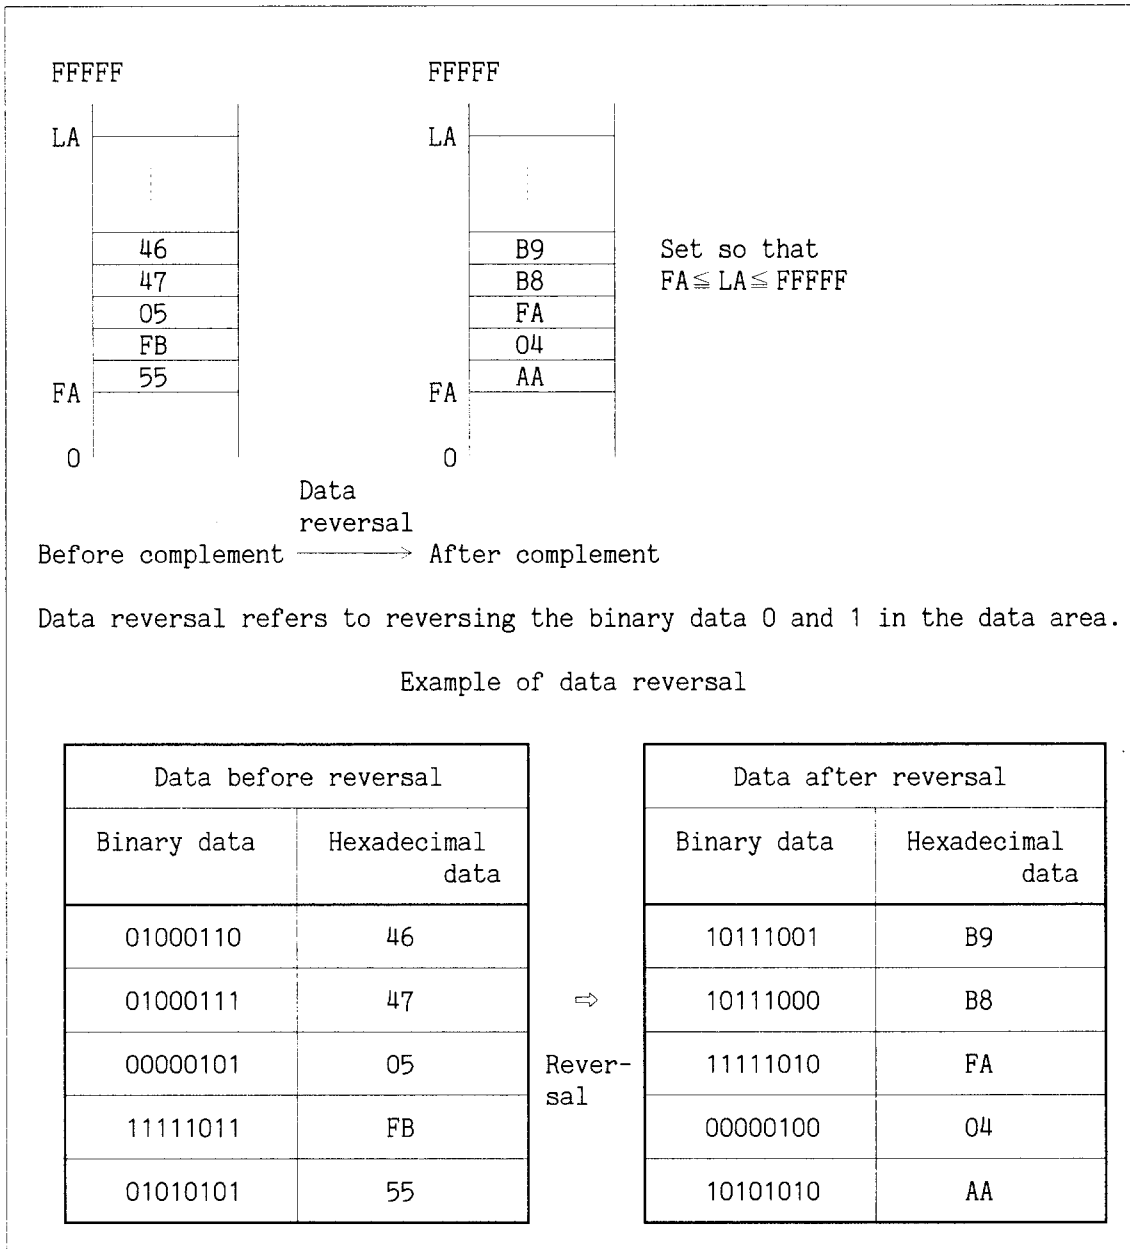 FFFFF FFFFF
LA LA
46 B9 Set so that
47 B8 FA≦LA≦FFFFF
05 FA
FB 04
55 AA
FA FA
0 0
Data
reversal
Before complement → After complement
Data reversal refers to reversing the binary data 0 and 1 in the data area.
Example of data reversal
Data before reversal Data after reversal
Binary data Hexadecimal Binary data Hexadecimal
data data
01000110 46 10111001 B9
01000111 47 ⇨ 10111000 B8
00000101 05 Rever- 11111010 FA
sal
11111011 FB 00000100 04
01010101 55 10101010 AA